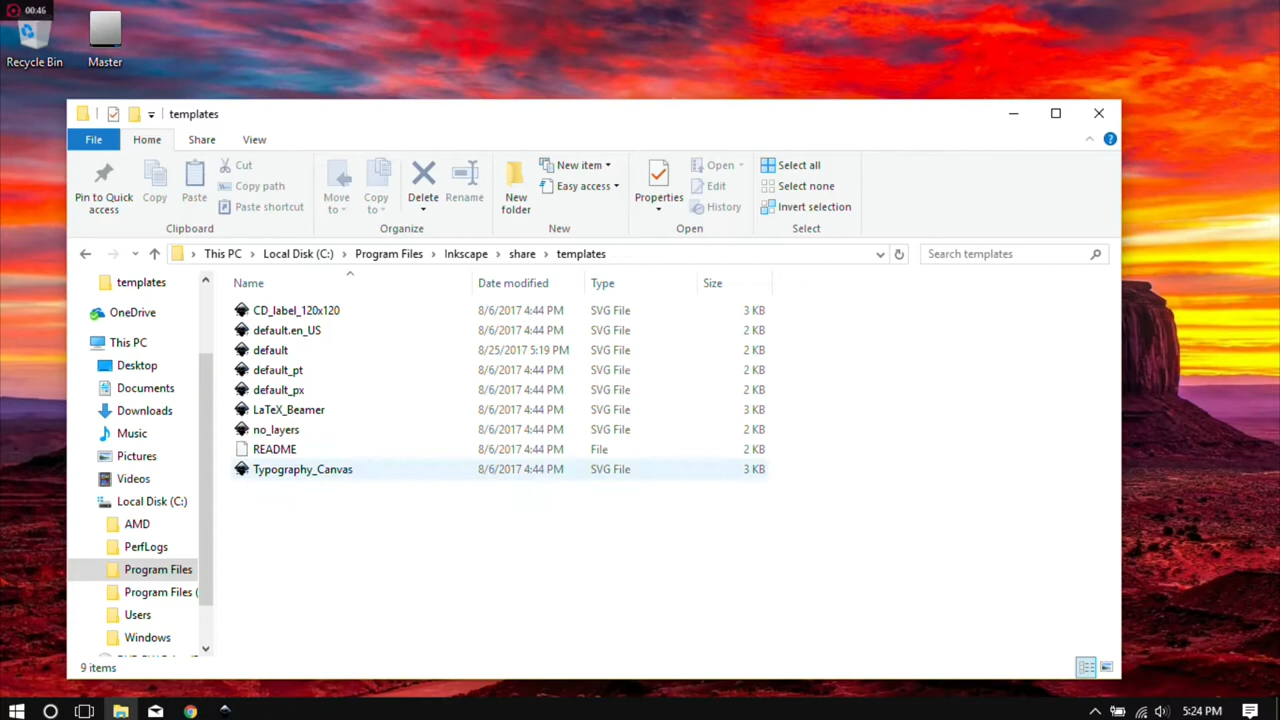 00:46
Recycle Bin
Master
templates
File Home Share View
Pin to Quick access
Copy
Paste
Cut
Copy path
Paste shortcut
Clipboard
Move to
Copy to
Delete
Rename
Organize
New folder
New item
Easy access
New
Properties
Open
Edit
History
Open
Select all
Select none
Invert selection
Select
This PC Local Disk (C:) Program Files Inkscape share templates
Search templates
templates
OneDrive
This PC
Desktop
Documents
Downloads
Music
Pictures
Videos
Local Disk (C:)
AMD
PerfLogs
Program Files
Program Files (
Users
Windows
Name Date modified Type Size
CD_label_120x120 8/6/2017 4:44 PM SVG File 3 KB
default.en_US 8/6/2017 4:44 PM SVG File 2 KB
default 8/25/2017 5:19 PM SVG File 2 KB
default_pt 8/6/2017 4:44 PM SVG File 2 KB
default_px 8/6/2017 4:44 PM SVG File 2 KB
LaTeX_Beamer 8/6/2017 4:44 PM SVG File 3 KB
no_layers 8/6/2017 4:44 PM SVG File 2 KB
README 8/6/2017 4:44 PM File 2 KB
Typography_Canvas 8/6/2017 4:44 PM SVG File 3 KB
9 items
5:24 PM